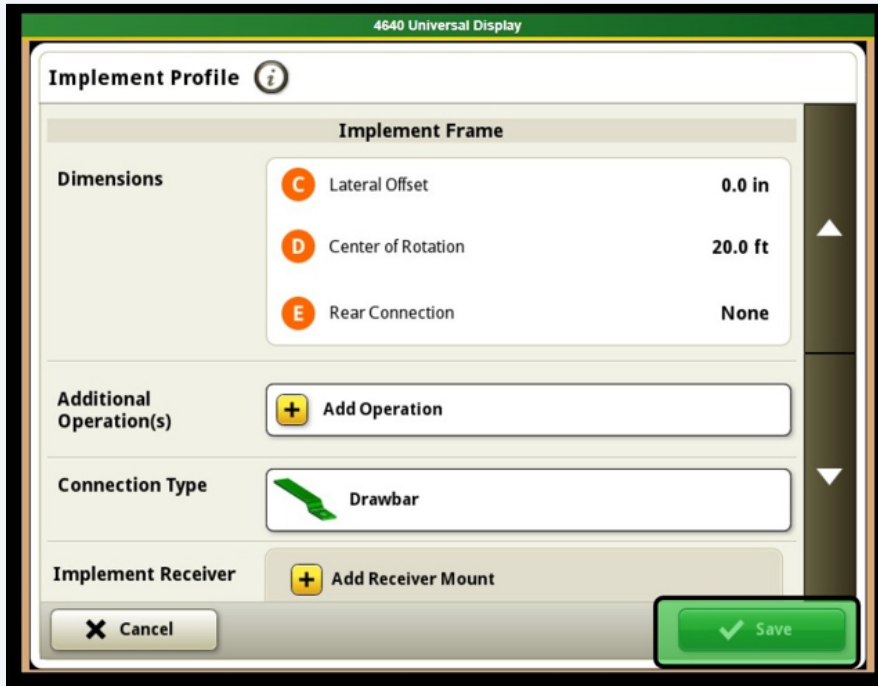 4640 Universal Display
Implement Profile i
Implement Frame
Dimensions
C Lateral Offset 0.0 in
D Center of Rotation 20.0 ft
E Rear Connection None
Additional
Operation(s)
+ Add Operation
Connection Type
Drawbar
Implement Receiver
+ Add Receiver Mount
Cancel
Save